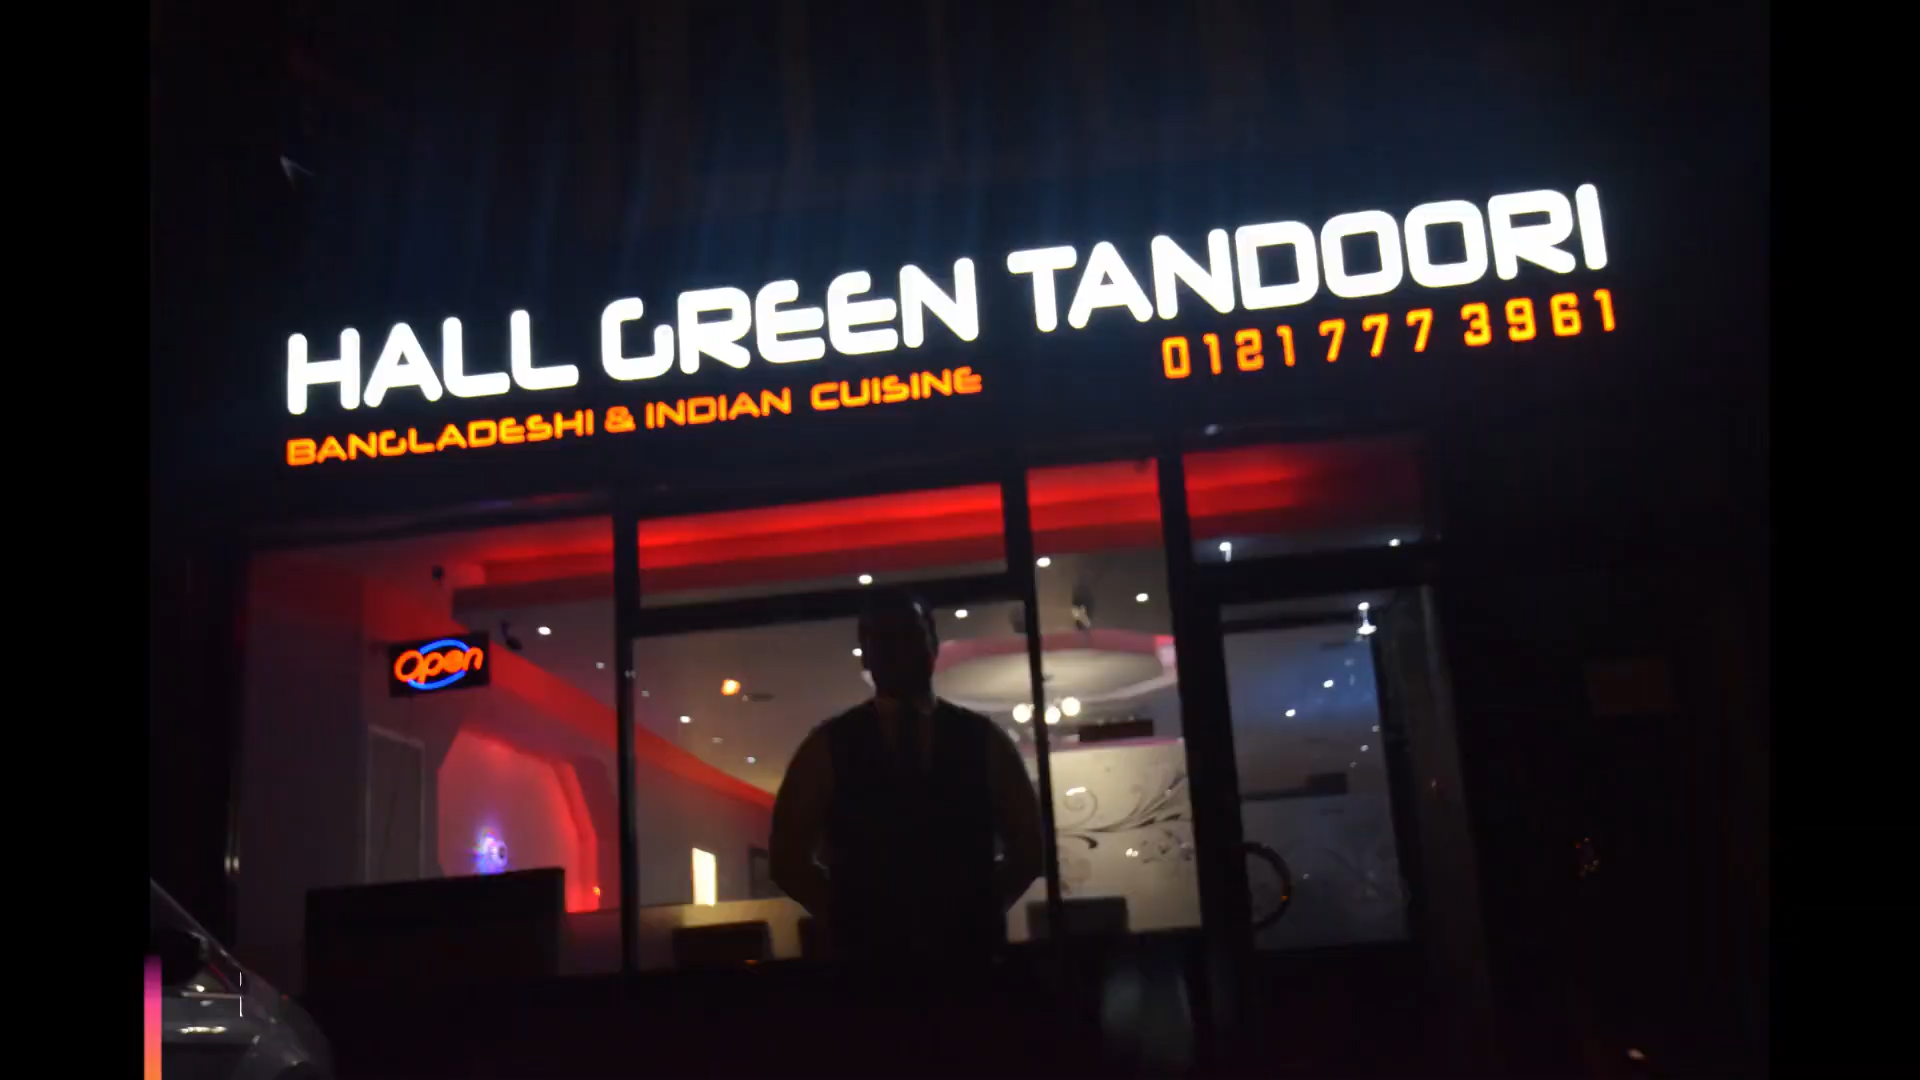 HALL GREEN TANDOORI
BANGLADESHI & INDIAN CUISINE
0121 777 3961
Open